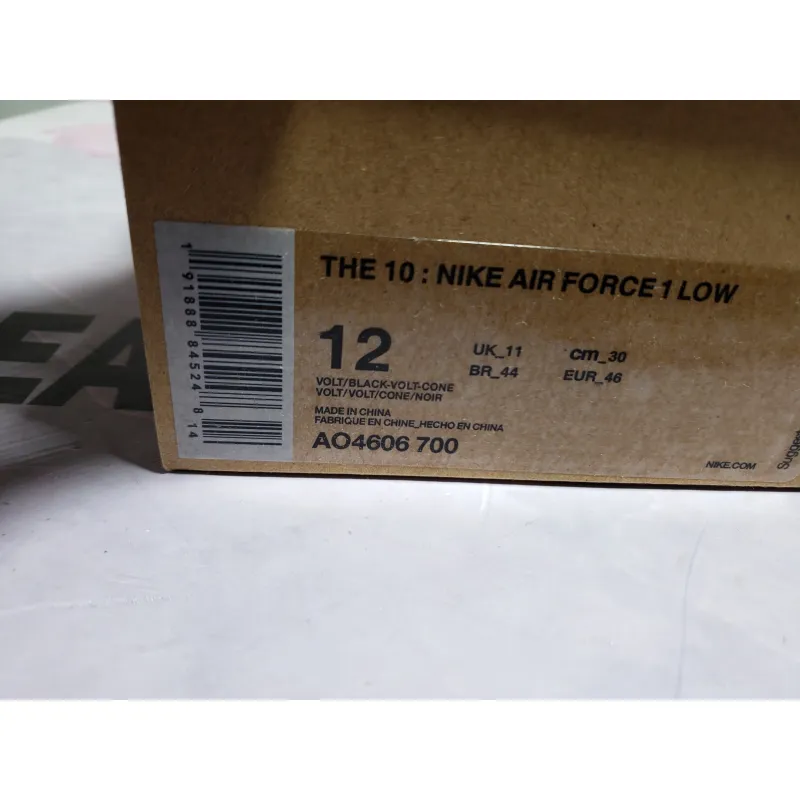 THE 10 : NIKE AIR FORCE 1 LOW
12
UK_11
cm_30
BR_44
EUR_46
VOLT/BLACK-VOLT-CONE
VOLT/VOLT/CONE/NOIR
MADE IN CHINA
FABRIQUE EN CHINE_HECHO EN CHINA
AO4606 700
NIKE.COM
1 91888 84524 8 14